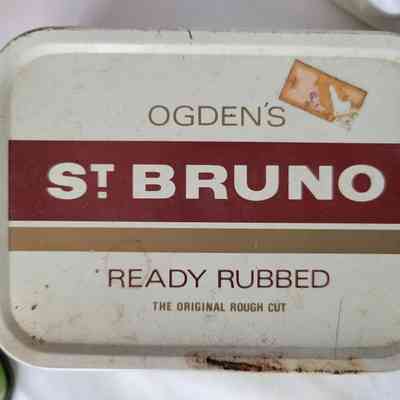 OGDEN'S
ST. BRUNO
READY RUBBED
THE ORIGINAL ROUGH CUT